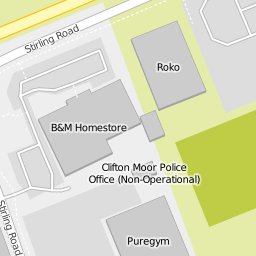 Stirling Road
Roko
B&M Homestore
Clifton Moor Police
Office (Non-Operational)
Stirling Road
Puregym